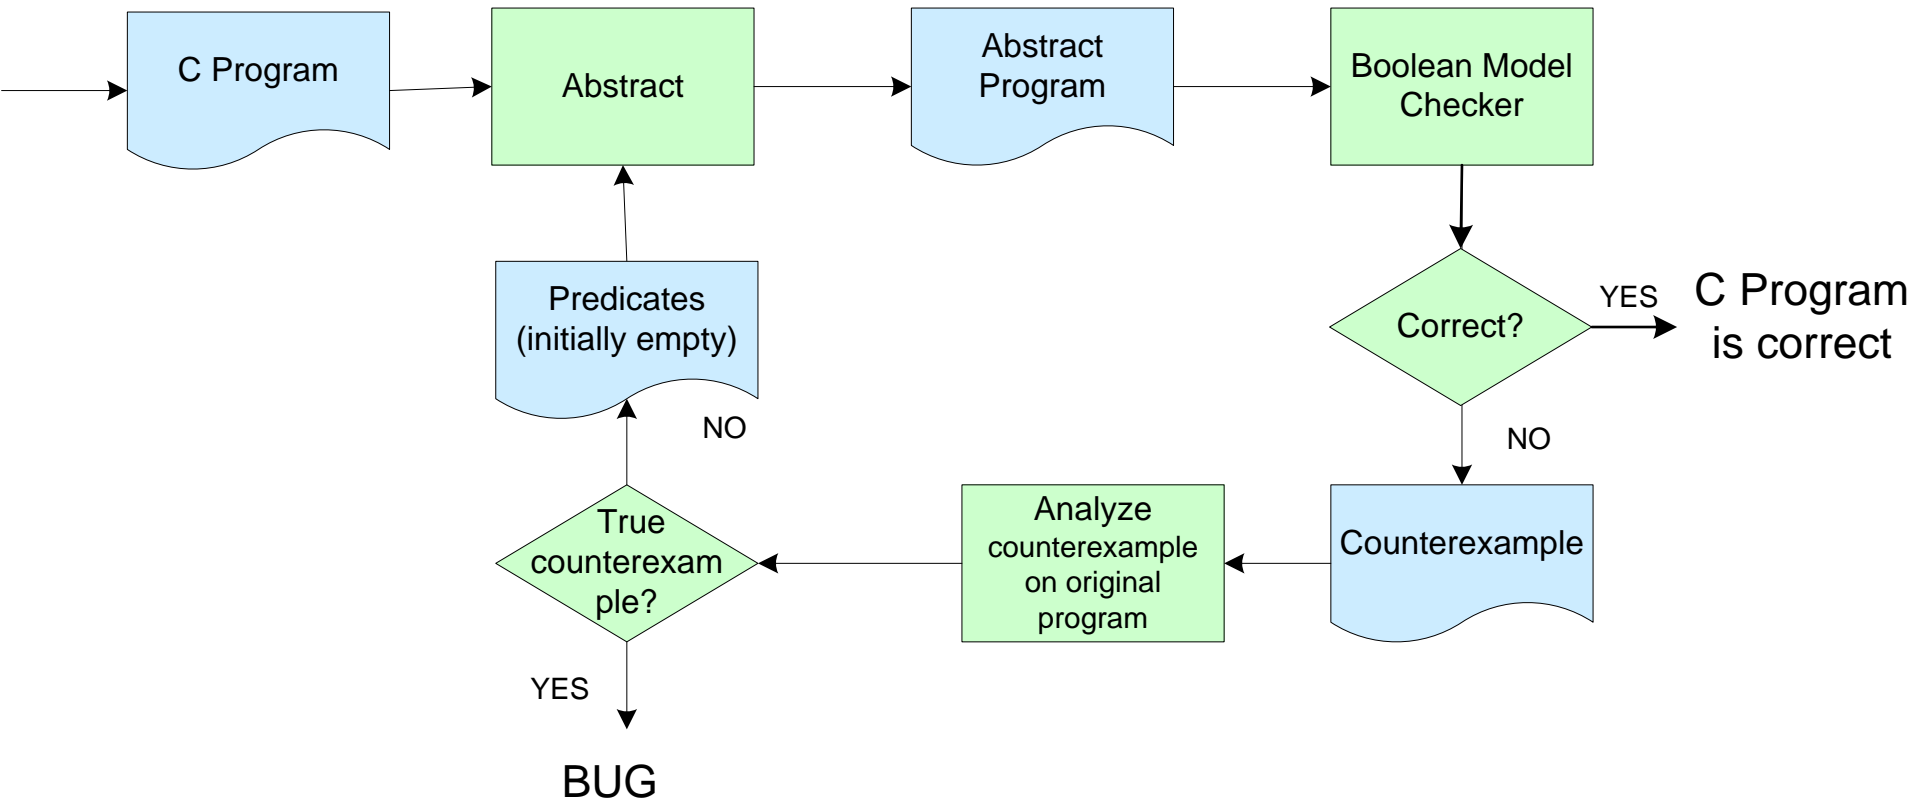 C Program
Abstract
Abstract
Program
Boolean Model
Checker
Predicates
(initially empty)
Correct?
YES
C Program
is correct
NO
NO
True
counterexam
ple?
Analyze
counterexample
on original
program
Counterexample
YES
BUG